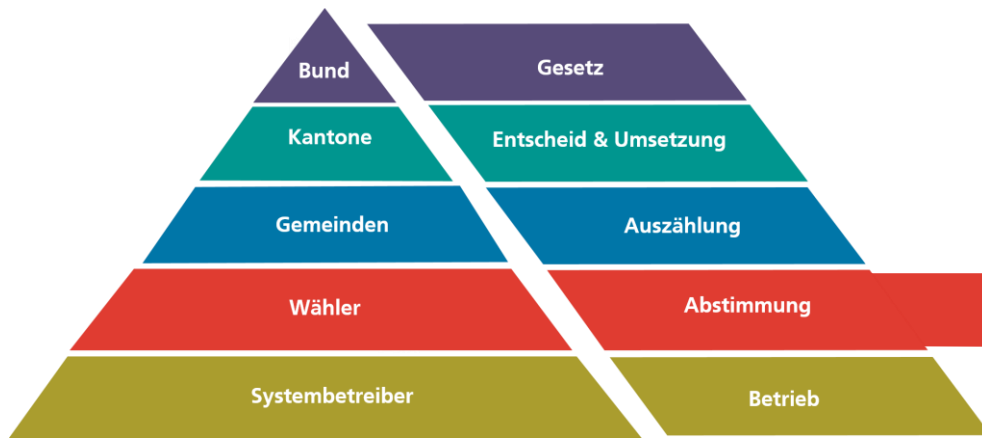 Bund
Gesetz
Kantone
Entscheid & Umsetzung
Gemeinden
Auszählung
Wähler
Abstimmung
Systembetreiber
Betrieb